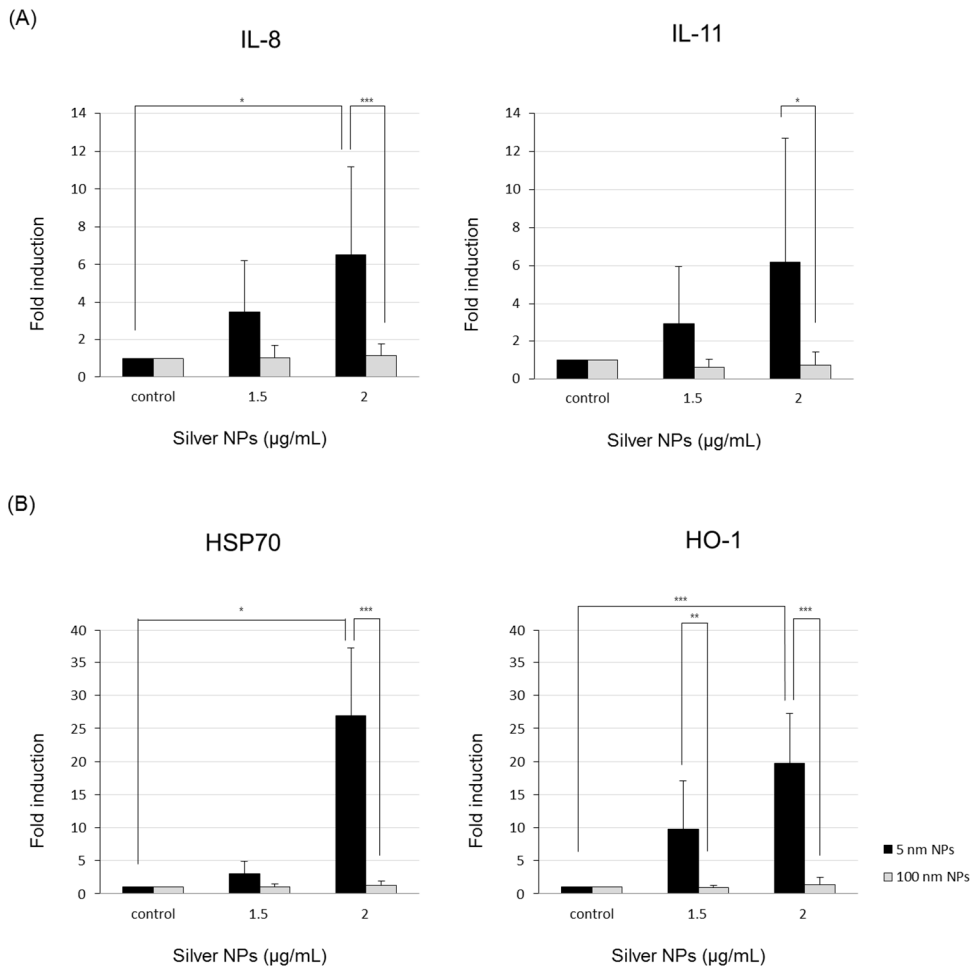 (A)
IL-8
IL-11
* ***
14
12
10
8
6
4
2
0
Fold induction
control 1.5 2
Silver NPs (µg/mL)
*
14
12
10
8
6
4
2
0
Fold induction
control 1.5 2
Silver NPs (µg/mL)
(B)
HSP70
HO-1
* ***
40
35
30
25
20
15
10
5
0
Fold induction
control 1.5 2
Silver NPs (µg/mL)
***
** ***
40
35
30
25
20
15
10
5
0
Fold induction
control 1.5 2
Silver NPs (µg/mL)
5 nm NPs
100 nm NPs